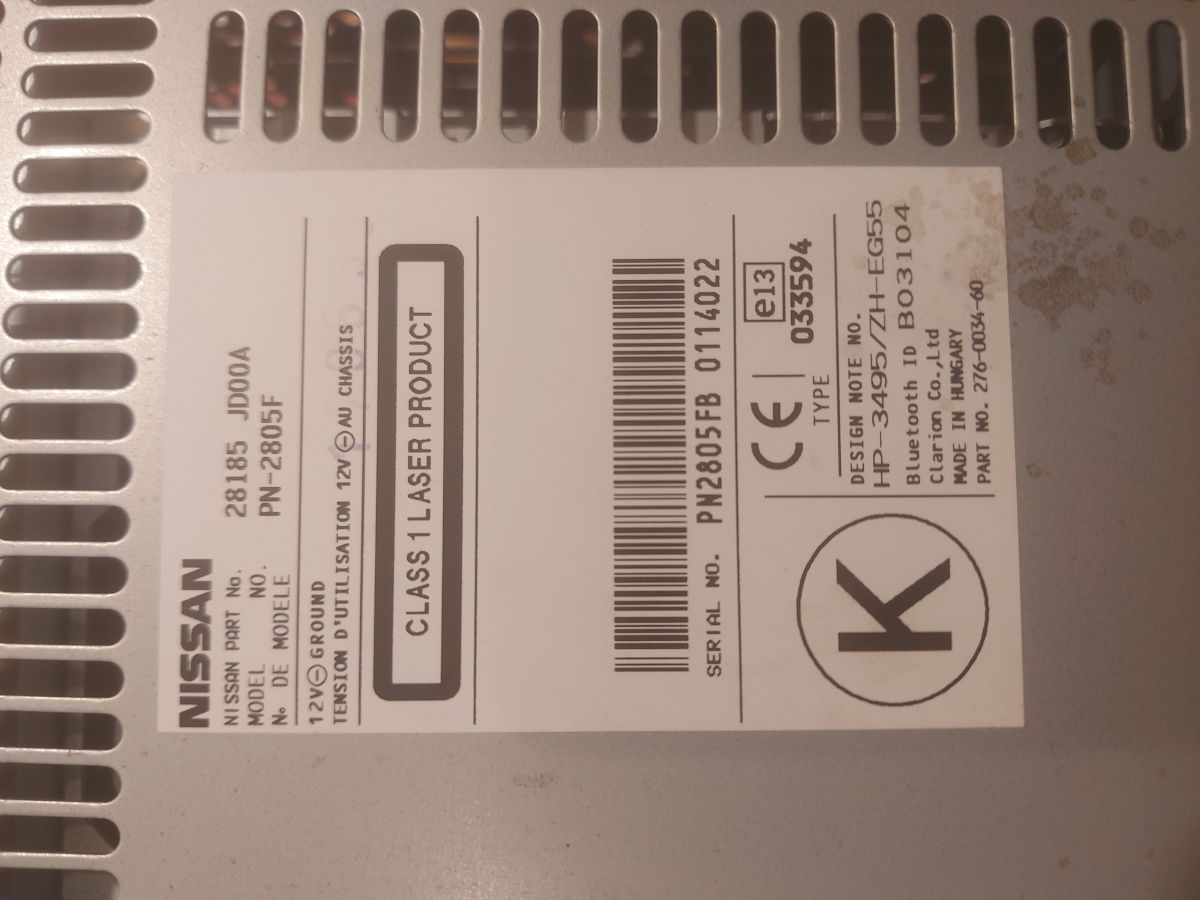 NISSAN
NISSAN PART No. 28185 JD00A
MODEL NO. PN-2805F
No DE MODELE
12V⊖GROUND
TENSION D'UTILISATION 12V ⊖AU CHASSIS
CLASS 1 LASER PRODUCT
SERIAL NO. PN2805FB 0114022
K
CE
TYPE
e13
033594
DESIGN NOTE NO.
HP-3495/ZH-EG55
Bluetooth ID B03104
Clarion Co.,Ltd
MADE IN HUNGARY
PART NO. 276-0034-60